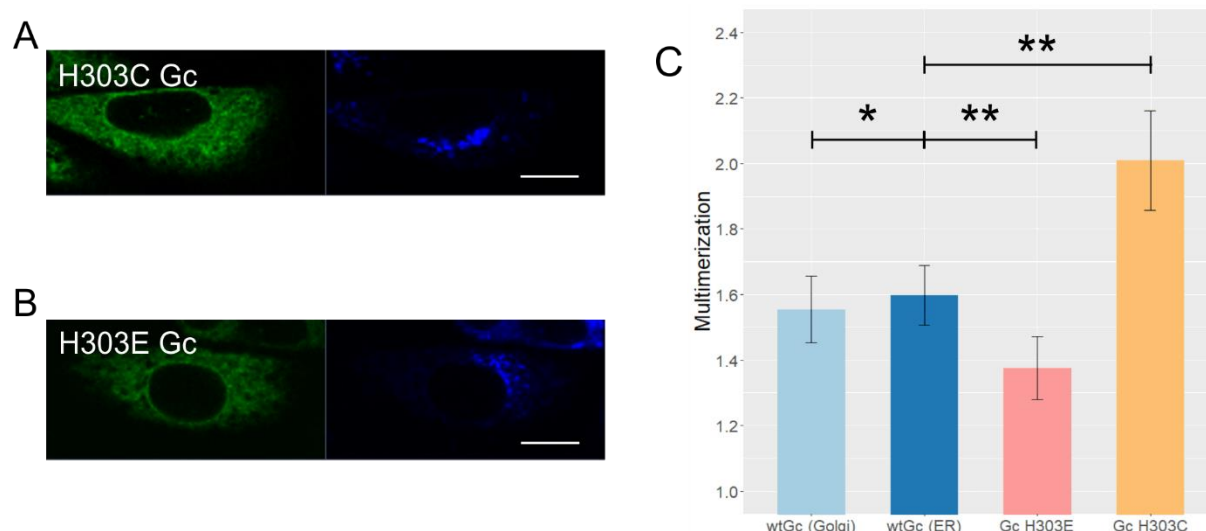 A
H303C Gc
B
H303E Gc
C
**
*
**
Multimerization
2.4
2.2
2.0
1.8
1.6
1.4
1.2
1.0
wtGc (Golgi)
wtGc (ER)
Gc H303E
Gc H303C